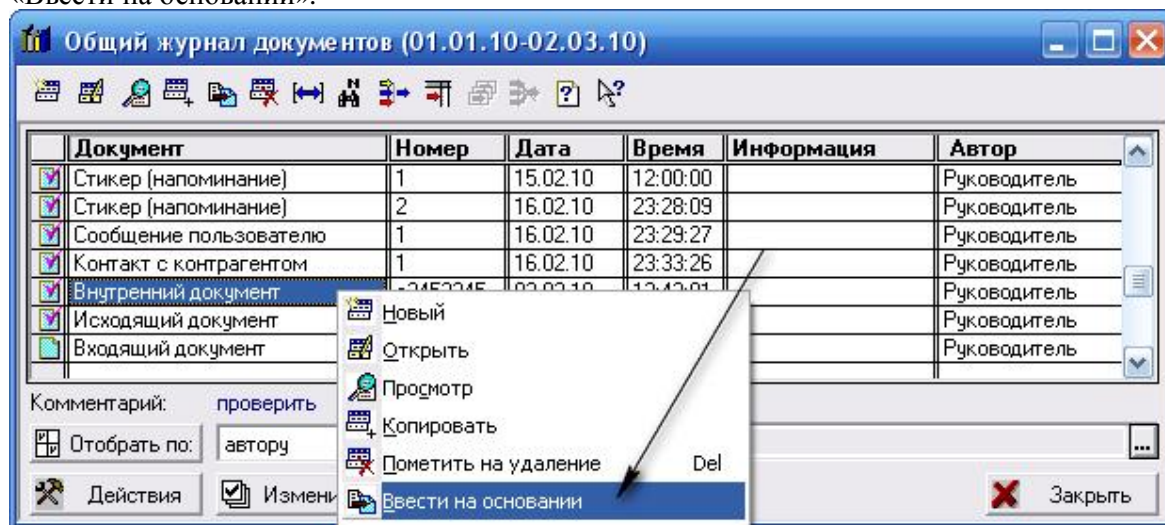 «Ввести на основании».
Общий журнал документов (01.01.10-02.03.10)
Документ Номер Дата Время Информация Автор
Стикер (напоминание) 1 15.02.10 12:00:00 Руководитель
Стикер (напоминание) 2 16.02.10 23:28:09 Руководитель
Сообщение пользователю 1 16.02.10 23:29:27 Руководитель
Контакт с контрагентом 1 16.02.10 23:33:26 Руководитель
Внутренний документ Руководитель
Исходящий документ Руководитель
Входящий документ Руководитель
Новый
Открыть
Просмотр
Копировать
Пометить на удаление Del
Ввести на основании
Комментарий: проверить
Отобрать по: автору ...
Действия Измени Закрыть